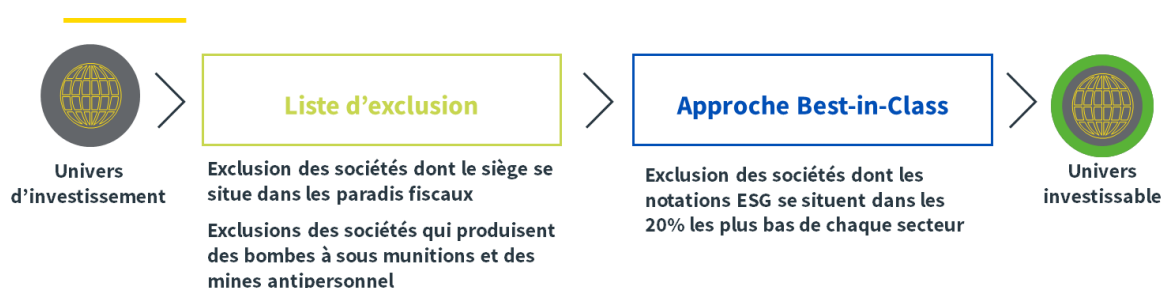 Univers
d’investissement
Liste d’exclusion
Exclusion des sociétés dont le siège se
situe dans les paradis fiscaux
Exclusions des sociétés qui produisent
des bombes à sous munitions et des
mines antipersonnel
Approche Best-in-Class
Exclusion des sociétés dont les
notations ESG se situent dans les
20% les plus bas de chaque secteur
Univers
investissable